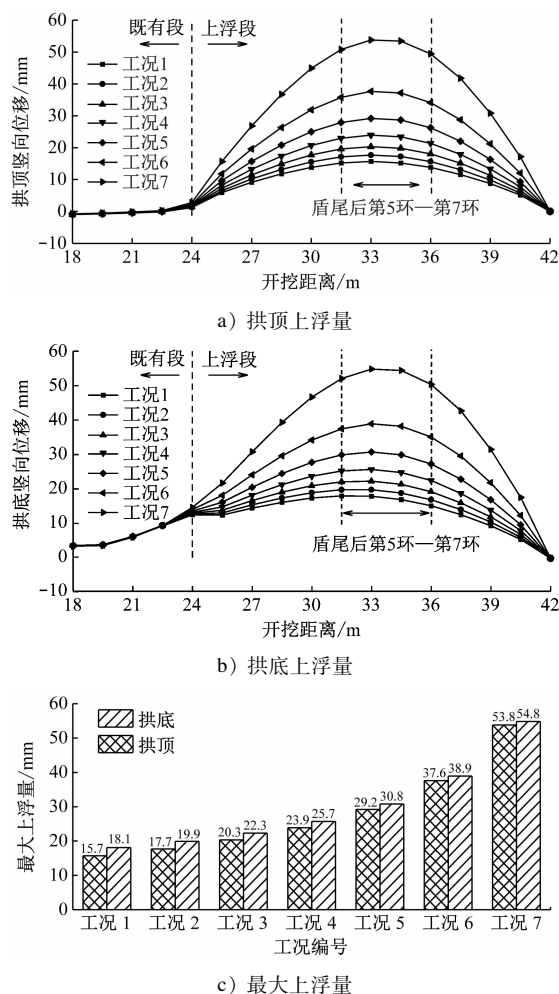 拱顶竖向位移/mm
60
50
40
30
20
10
0
-10
既有段 上浮段
工况1
工况2
工况3
工况4
工况5
工况6
工况7
盾尾后第5环—第7环
18 21 24 27 30 33 36 39 42
开挖距离/m
a）拱顶上浮量
拱底竖向位移/mm
60
50
40
30
20
10
0
-10
既有段 上浮段
工况1
工况2
工况3
工况4
工况5
工况6
工况7
盾尾后第5环—第7环
18 21 24 27 30 33 36 39 42
开挖距离/m
b）拱底上浮量
最大上浮量/mm
60
50
40
30
20
10
0
拱底
拱顶
15.7 18.1 17.7 19.9 20.3 22.3 23.9 25.7 29.2 30.8 37.6 38.9 53.8 54.8
工况 1 工况 2 工况 3 工况 4 工况 5 工况 6 工况 7
工况编号
c）最大上浮量